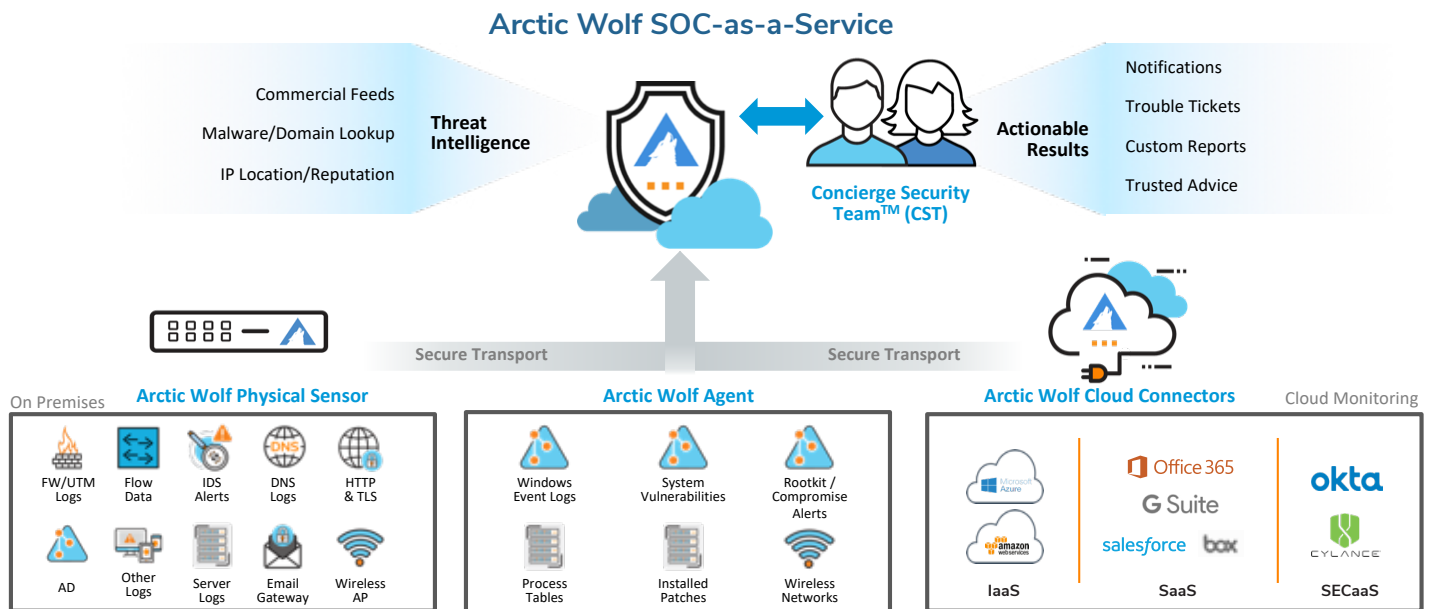 Arctic Wolf SOC-as-a-Service
Commercial Feeds
Malware/Domain Lookup
IP Location/Reputation
Threat
Intelligence
Concierge Security
Team™ (CST)
Actionable
Results
Notifications
Trouble Tickets
Custom Reports
Trusted Advice
Secure Transport
Secure Transport
On Premises
Arctic Wolf Physical Sensor
FW/UTM
Logs
Flow
Data
IDS
Alerts
DNS
DNS
Logs
HTTP
& TLS
AD
Other
Logs
Server
Logs
Email
Gateway
Wireless
AP
Arctic Wolf Agent
Windows
Event Logs
System
Vulnerabilities
Rootkit /
Compromise
Alerts
Process
Tables
Installed
Patches
Wireless
Networks
Arctic Wolf Cloud Connectors
Cloud Monitoring
Microsoft
Azure
amazon
web services
IaaS
Office 365
G Suite
salesforce
box
SaaS
okta
CYLANCE
SECaaS